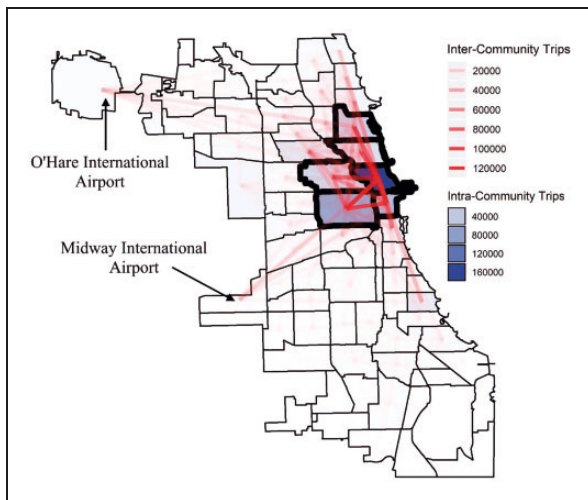 Inter-Community Trips
20000
40000
60000
80000
100000
120000
Intra-Community Trips
40000
80000
120000
160000
O'Hare International
Airport
Midway International
Airport